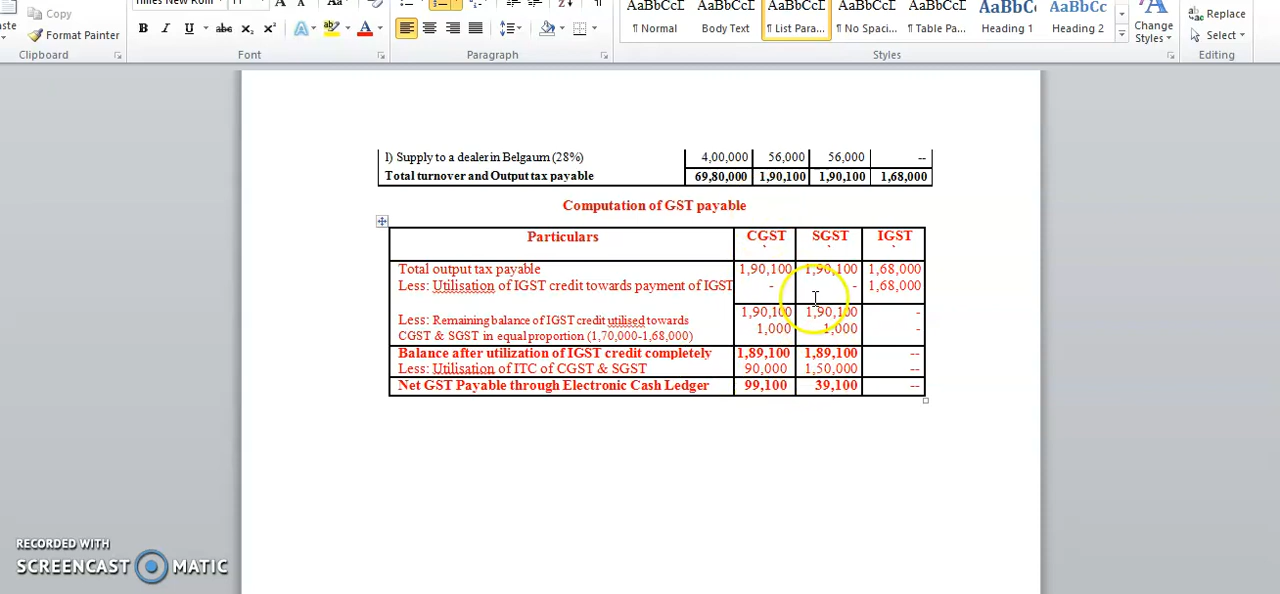 Times New Rom 11
Copy
Replace
Format Painter
AaBbCcI AaBbCcI AaBbCcI AaBbCcI AaBbCcI AaBbC AaBbCc
¶ Normal Body Text ¶ List Para... ¶ No Spaci... ¶ Table Pa... Heading 1 Heading 2
Change Styles
Select
Clipboard Font Paragraph Styles Editing
l) Supply to a dealer in Belgaum (28%) 4,00,000 56,000 56,000 --
Total turnover and Output tax payable 69,80,000 1,90,100 1,90,100 1,68,000
Computation of GST payable
Particulars CGST SGST IGST
Total output tax payable 1,90,100 1,90,100 1,68,000
Less: Utilisation of IGST credit towards payment of IGST - - 1,68,000
1,90,100 1,90,100 -
Less: Remaining balance of IGST credit utilised towards 1,000 1,000 -
CGST & SGST in equal proportion (1,70,000-1,68,000)
Balance after utilization of IGST credit completely 1,89,100 1,89,100 --
Less: Utilisation of ITC of CGST & SGST 90,000 1,50,000 --
Net GST Payable through Electronic Cash Ledger 99,100 39,100 --
RECORDED WITH
SCREENCAST MATIC